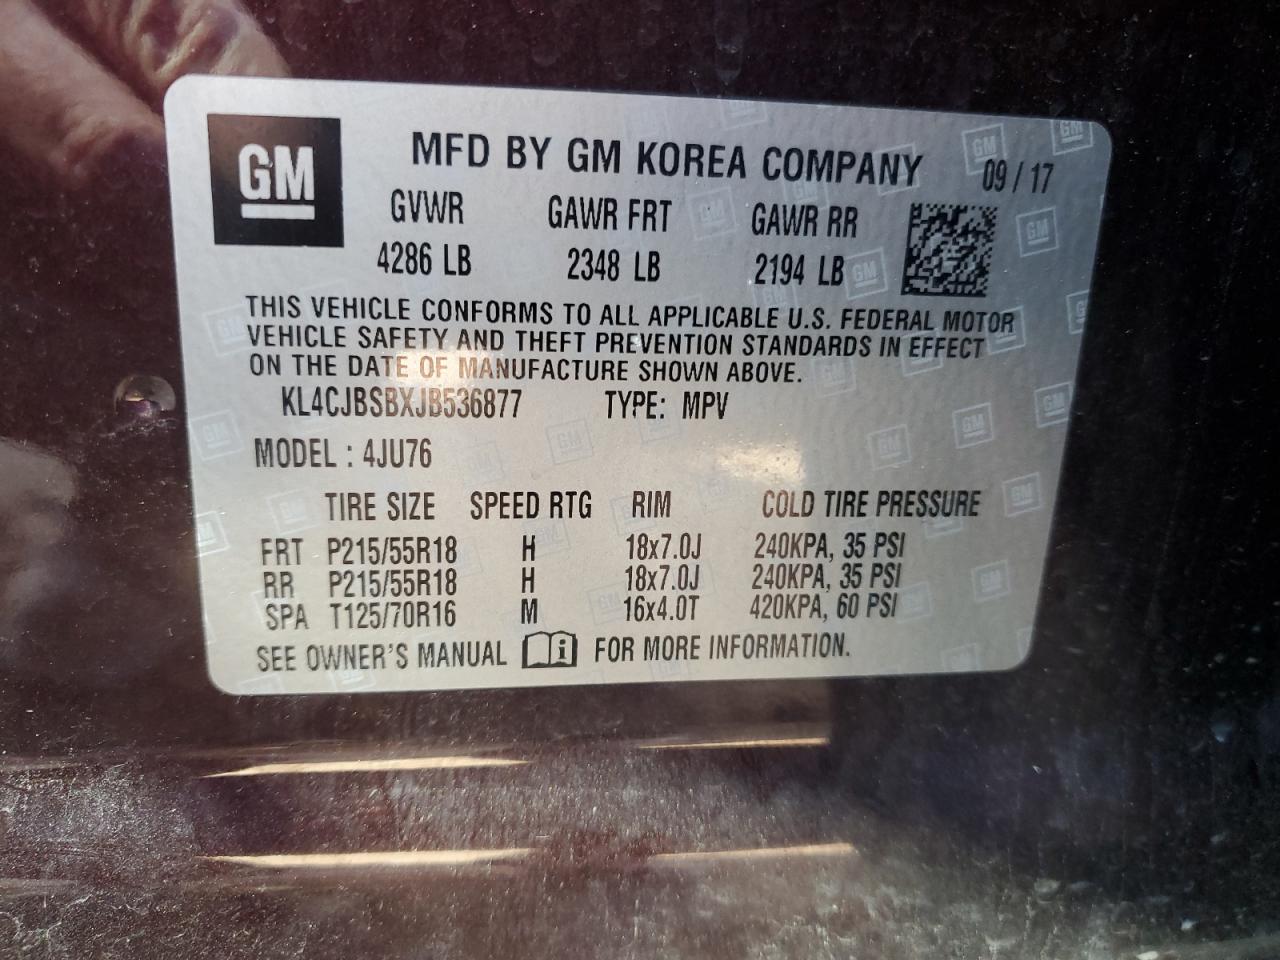 GM
MFD BY GM KOREA COMPANY 09 / 17
GVWR GAWR FRT GAWR RR
4286 LB 2348 LB 2194 LB
THIS VEHICLE CONFORMS TO ALL APPLICABLE U.S. FEDERAL MOTOR
VEHICLE SAFETY AND THEFT PREVENTION STANDARDS IN EFFECT
ON THE DATE OF MANUFACTURE SHOWN ABOVE.
KL4CJBSBXJB536877 TYPE: MPV
MODEL : 4JU76
TIRE SIZE SPEED RTG RIM COLD TIRE PRESSURE
FRT P215/55R18 H 18x7.0J 240KPA, 35 PSI
RR P215/55R18 H 18x7.0J 240KPA, 35 PSI
SPA T125/70R16 M 16x4.0T 420KPA, 60 PSI
SEE OWNER'S MANUAL i FOR MORE INFORMATION.